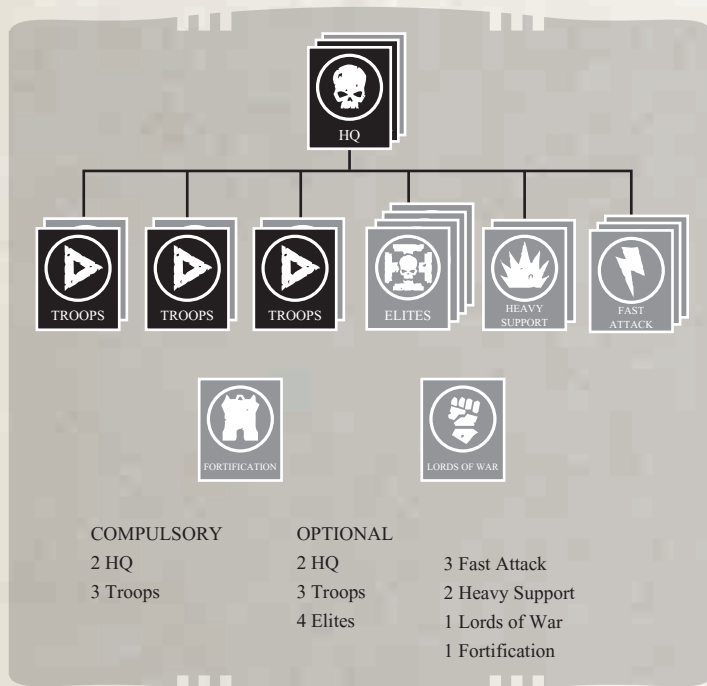 HQ
TROOPS
TROOPS
TROOPS
ELITES
HEAVY
SUPPORT
FAST
ATTACK
FORTIFICATION
LORDS OF WAR
COMPULSORY
2 HQ
3 Troops
OPTIONAL
2 HQ
3 Troops
4 Elites
3 Fast Attack
2 Heavy Support
1 Lords of War
1 Fortification